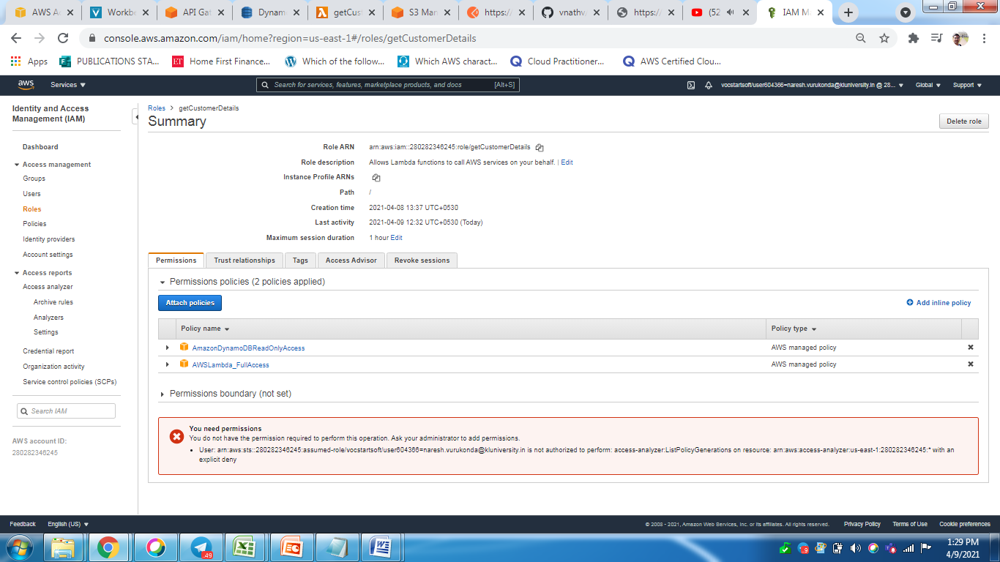 AWS A
Workbe
API Gat
Dynam
getCust
S3 Man
https:/
vnathv
https:/
(52
IAM M
console.aws.amazon.com/iam/home?region=us-east-1#/roles/getCustomerDetails
Apps
PUBLICATIONS STA...
Home First Finance...
Which of the follow...
Which AWS charact...
Cloud Practitioner...
AWS Certified Clou...
aws
Services
Search for services, features, marketplace products, and docs
[Alt+S]
vocstartsoft/user604366=naresh.vurukonda@kluniversity.in @ 28...
Global
Support
Identity and Access
Management (IAM)
Dashboard
Access management
Groups
Users
Roles
Policies
Identity providers
Account settings
Access reports
Access analyzer
Archive rules
Analyzers
Settings
Credential report
Organization activity
Service control policies (SCPs)
Search IAM
AWS account ID:
280282346245
Roles > getCustomerDetails
Summary
Delete role
Role ARN arn:aws:iam::280282346245:role/getCustomerDetails
Role description Allows Lambda functions to call AWS services on your behalf. | Edit
Instance Profile ARNs
Path /
Creation time 2021-04-08 13:37 UTC+0530
Last activity 2021-04-09 12:32 UTC+0530 (Today)
Maximum session duration 1 hour Edit
Permissions
Trust relationships
Tags
Access Advisor
Revoke sessions
Permissions policies (2 policies applied)
Attach policies
Add inline policy
Policy name
Policy type
AmazonDynamoDBReadOnlyAccess AWS managed policy
AWSLambda_FullAccess AWS managed policy
Permissions boundary (not set)
You need permissions
You do not have the permission required to perform this operation. Ask your administrator to add permissions.
• User: arn:aws:sts::280282346245:assumed-role/vocstartsoft/user604366=naresh.vurukonda@kluniversity.in is not authorized to perform: access-analyzer:ListPolicyGenerations on resource: arn:aws:access-analyzer:us-east-1:280282346245:* with an
explicit deny
Feedback
English (US)
© 2008 - 2021, Amazon Web Services, Inc. or its affiliates. All rights reserved.
Privacy Policy
Terms of Use
Cookie preferences
1:29 PM
4/9/2021